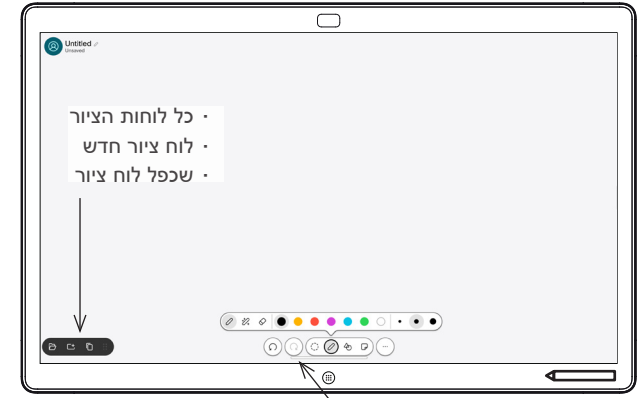 Untitled
Unsaved
· כל לוחות הציור
· לוח ציור חדש
· שכפל לוח ציור